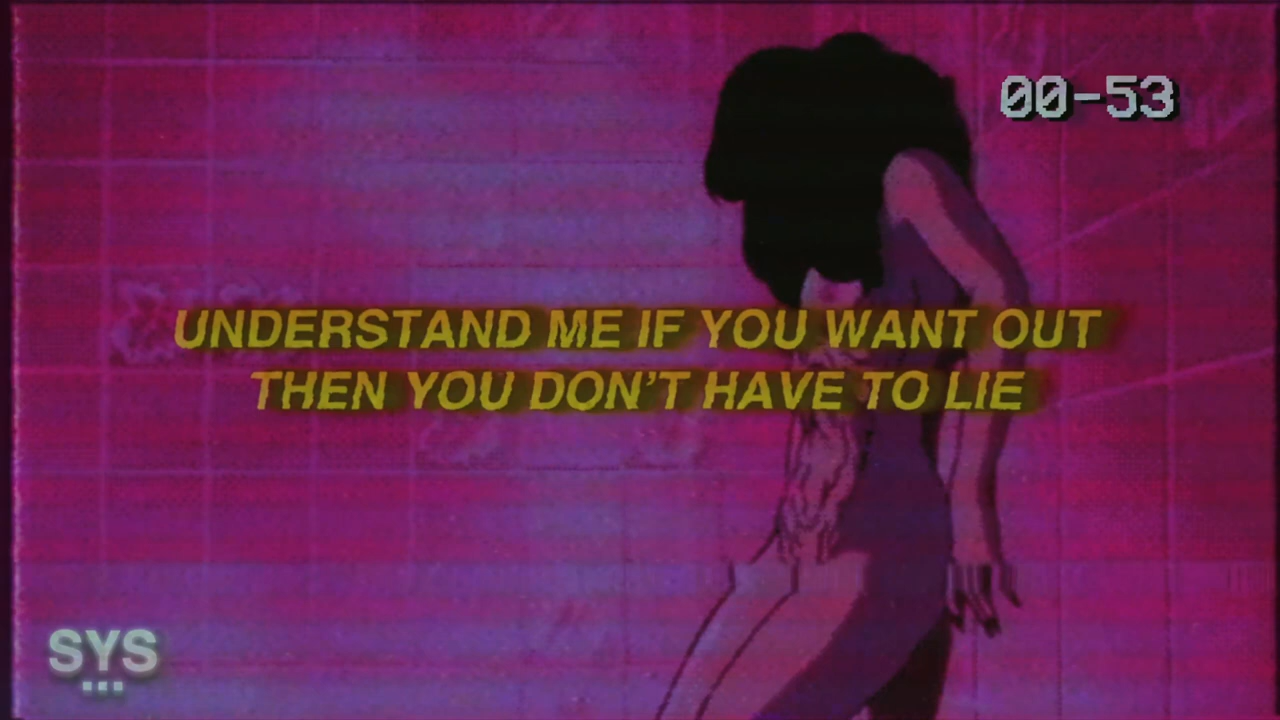 00-53
UNDERSTAND ME IF YOU WANT OUT
THEN YOU DON'T HAVE TO LIE
SYS